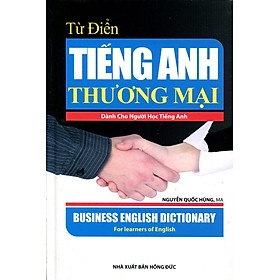 Từ Điển
TIẾNG ANH
THƯƠNG MẠI
Dành Cho Người Học Tiếng Anh
NGUYỄN QUỐC HÙNG, MA
BUSINESS ENGLISH DICTIONARY
For learners of English
NHÀ XUẤT BẢN HỒNG ĐỨC